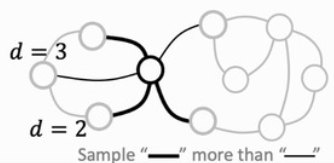 d = 3
d = 2
Sample “—” more than “—”